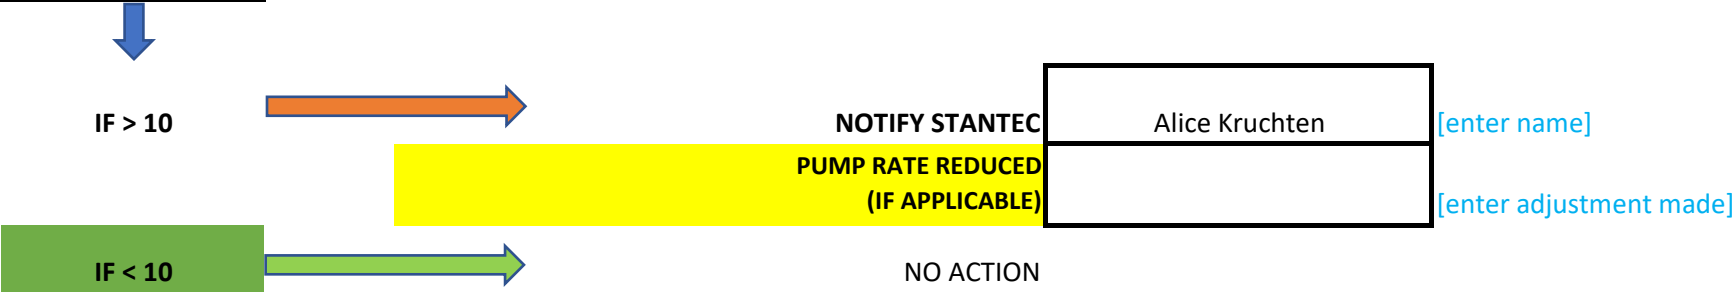 IF > 10
NOTIFY STANTEC
Alice Kruchten
[enter name]
PUMP RATE REDUCED
(IF APPLICABLE)
[enter adjustment made]
IF < 10
NO ACTION